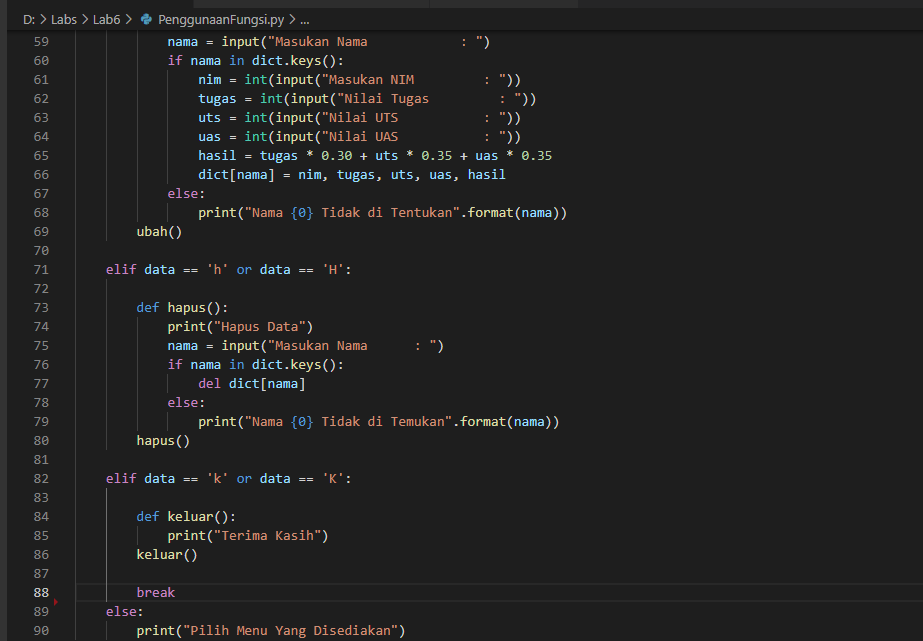 D: > Labs > Lab6 > PenggunaanFungsi.py > ...
59             nama = input("Masukan Nama            : ")
60             if nama in dict.keys():
61                 nim = int(input("Masukan NIM         : "))
62                 tugas = int(input("Nilai Tugas         : "))
63                 uts = int(input("Nilai UTS           : "))
64                 uas = int(input("Nilai UAS           : "))
65                 hasil = tugas * 0.30 + uts * 0.35 + uas * 0.35
66                 dict[nama] = nim, tugas, uts, uas, hasil
67             else:
68                 print("Nama {0} Tidak di Tentukan".format(nama))
69         ubah()
70
71     elif data == 'h' or data == 'H':
72
73         def hapus():
74             print("Hapus Data")
75             nama = input("Masukan Nama      : ")
76             if nama in dict.keys():
77                 del dict[nama]
78             else:
79                 print("Nama {0} Tidak di Temukan".format(nama))
80         hapus()
81
82     elif data == 'k' or data == 'K':
83
84         def keluar():
85             print("Terima Kasih")
86         keluar()
87
88         break
89     else:
90         print("Pilih Menu Yang Disediakan")